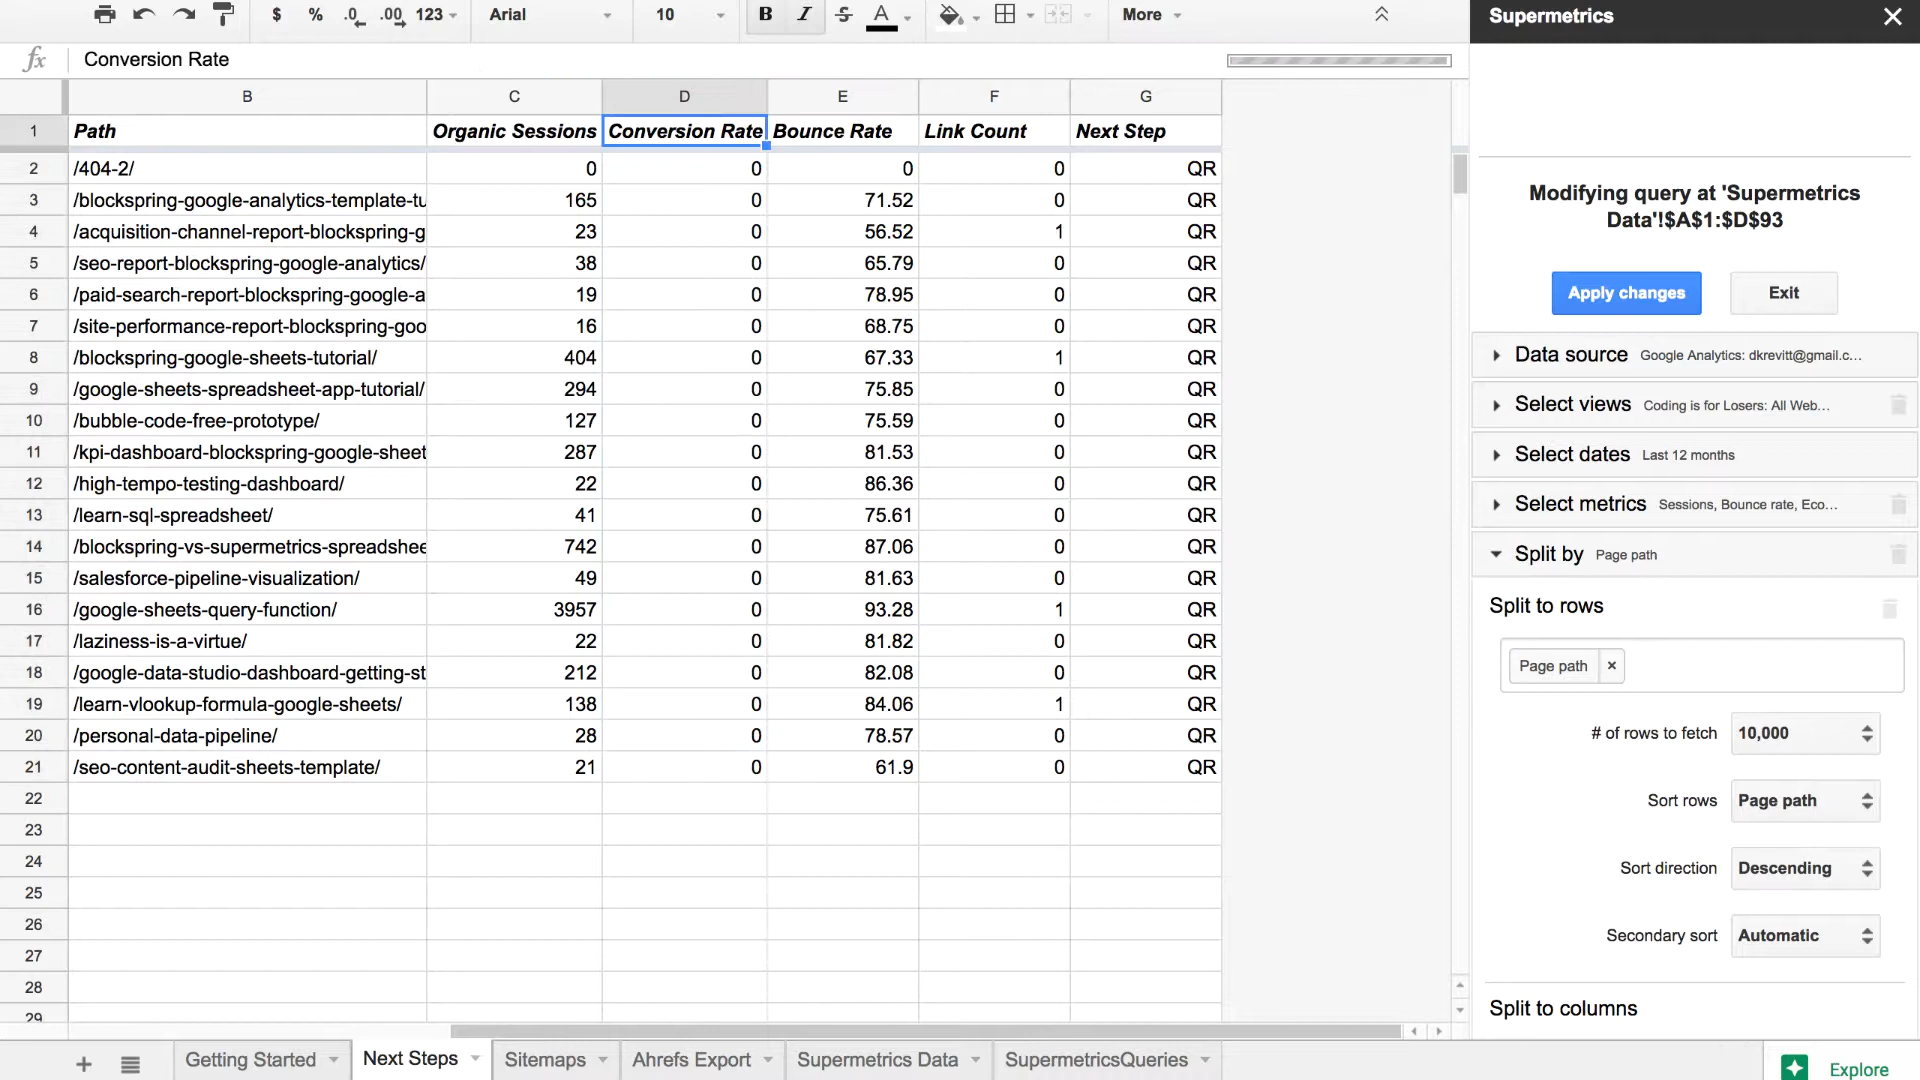 $ % .0 .00 123 Arial 10 B I S A More
Supermetrics
fx Conversion Rate
B C D E F G
1 Path Organic Sessions Conversion Rate Bounce Rate Link Count Next Step
2 /404-2/ 0 0 0 0 QR
3 /blockspring-google-analytics-template-tu 165 0 71.52 0 QR
4 /acquisition-channel-report-blockspring-g 23 0 56.52 1 QR
5 /seo-report-blockspring-google-analytics/ 38 0 65.79 0 QR
6 /paid-search-report-blockspring-google-a 19 0 78.95 0 QR
7 /site-performance-report-blockspring-goo 16 0 68.75 0 QR
8 /blockspring-google-sheets-tutorial/ 404 0 67.33 1 QR
9 /google-sheets-spreadsheet-app-tutorial/ 294 0 75.85 0 QR
10 /bubble-code-free-prototype/ 127 0 75.59 0 QR
11 /kpi-dashboard-blockspring-google-sheet 287 0 81.53 0 QR
12 /high-tempo-testing-dashboard/ 22 0 86.36 0 QR
13 /learn-sql-spreadsheet/ 41 0 75.61 0 QR
14 /blockspring-vs-supermetrics-spreadshee 742 0 87.06 0 QR
15 /salesforce-pipeline-visualization/ 49 0 81.63 0 QR
16 /google-sheets-query-function/ 3957 0 93.28 1 QR
17 /laziness-is-a-virtue/ 22 0 81.82 0 QR
18 /google-data-studio-dashboard-getting-st 212 0 82.08 0 QR
19 /learn-vlookup-formula-google-sheets/ 138 0 84.06 1 QR
20 /personal-data-pipeline/ 28 0 78.57 0 QR
21 /seo-content-audit-sheets-template/ 21 0 61.9 0 QR
22
23
24
25
26
27
28
29
Modifying query at 'Supermetrics
Data'!$A$1:$D$93
Apply changes Exit
Data source Google Analytics: dkrevitt@gmail.c...
Select views Coding is for Losers: All Web...
Select dates Last 12 months
Select metrics Sessions, Bounce rate, Eco...
Split by Page path
Split to rows
Page path ×
# of rows to fetch 10,000
Sort rows Page path
Sort direction Descending
Secondary sort Automatic
Split to columns
Getting Started Next Steps Sitemaps Ahrefs Export Supermetrics Data SupermetricsQueries
Explore